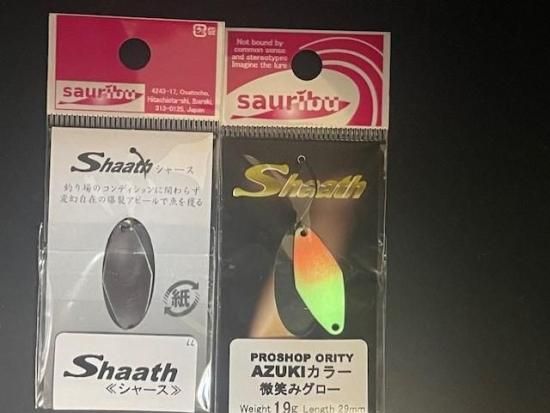 sauribu
4243-17, Osatocho,
Hitachiota-shi, Ibaraki,
313-0125, Japan
Shaath シャース
釣り場のコンディションに関わらず
変幻自在の爆裂アピールで魚を獲る
紙
LL
Shaath
≪シャース≫
Not bound by
common sense
and stereotypes
Imagine the lure
sauribu
Shaath
PROSHOP ORITY
AZUKIカラー
微笑みグロー
Weight 1.9g Length 29mm